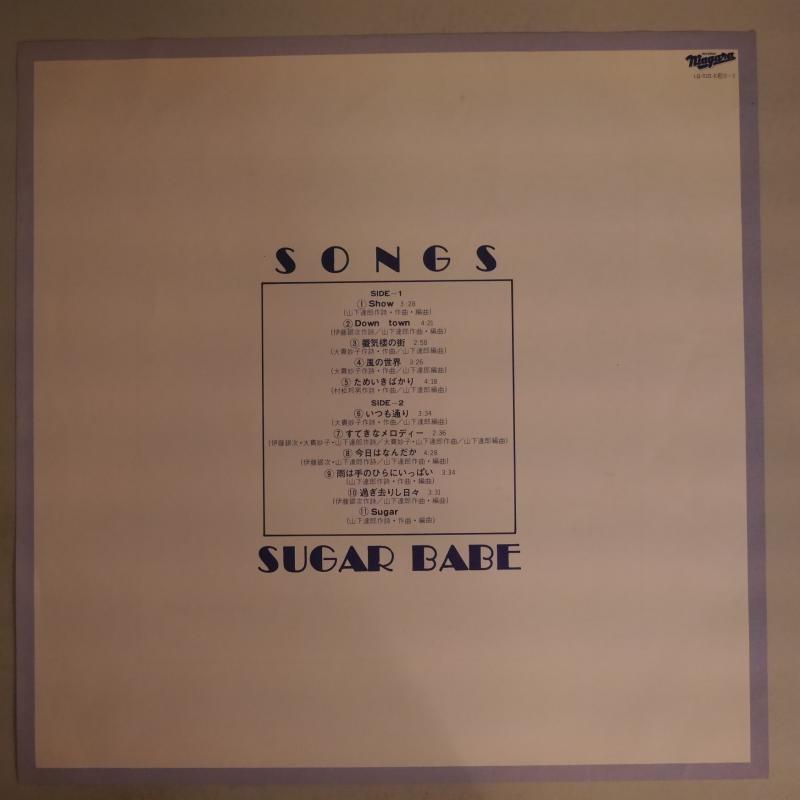 Niagara
SONGS
SIDE-1
① Show 3:28
(山下達郎作詩・作曲・編曲)
② Down town 4:21
(伊藤銀次作詩/山下達郎作曲・編曲)
③ 蜃気楼の街 2:58
(大貫妙子作詩・作曲/山下達郎編曲)
④ 風の世界 3:26
(大貫妙子作詩・作曲/山下達郎編曲)
⑤ ためいきばかり 4:18
(村松邦男作詩・作曲/山下達郎編曲)
SIDE-2
⑥ いつも通り 3:34
(大貫妙子作詩・作曲/山下達郎編曲)
⑦ すてきなメロディー 2:36
(伊藤銀次・大貫妙子・山下達郎作詩/大貫妙子・山下達郎作曲/山下達郎編曲)
⑧ 今日はなんだか 4:28
(伊藤銀次・山下達郎作詩/山下達郎作曲・編曲)
⑨ 雨は手のひらにいっぱい 3:34
(山下達郎作詩・作曲・編曲)
⑩ 過ぎ去りし日々 3:31
(伊藤銀次作詩/山下達郎作曲・編曲)
⑪ Sugar
(山下達郎作詩・作曲・編曲)
SUGAR BABE